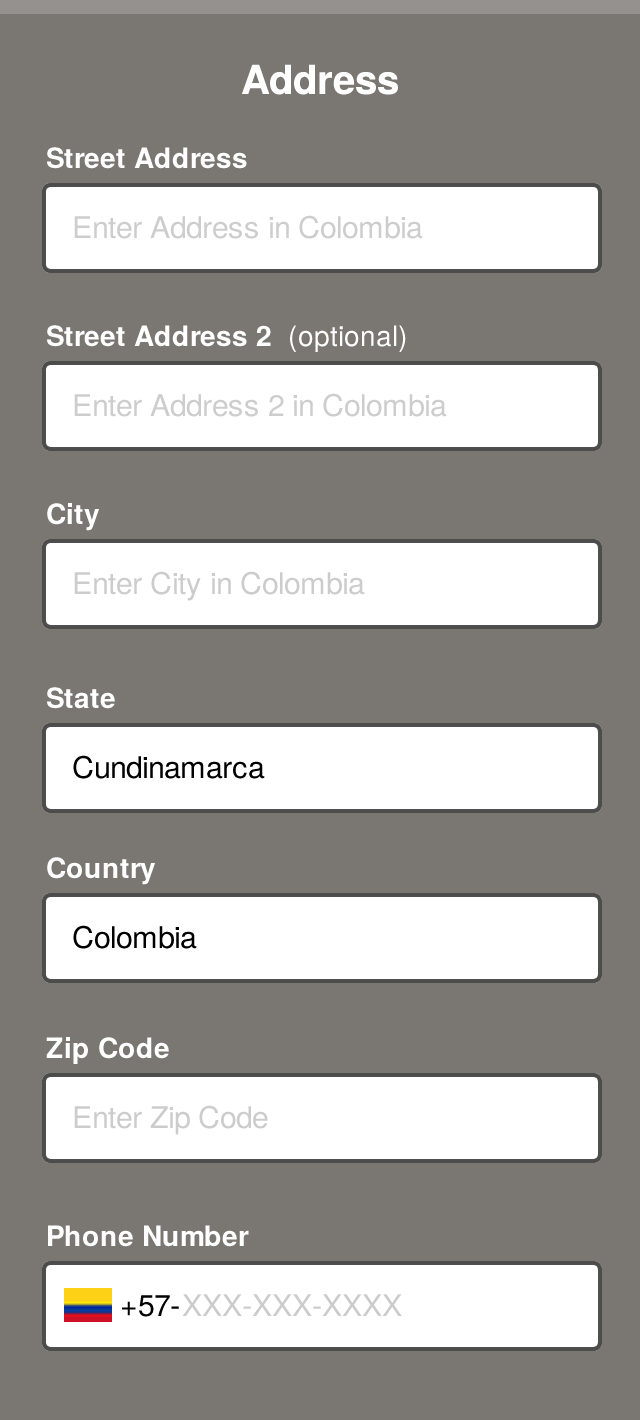 Address
Street Address
Enter Address in Colombia
Street Address 2 (optional)
Enter Address 2 in Colombia
City
Enter City in Colombia
State
Cundinamarca
Country
Colombia
Zip Code
Enter Zip Code
Phone Number
+57-XXX-XXX-XXXX